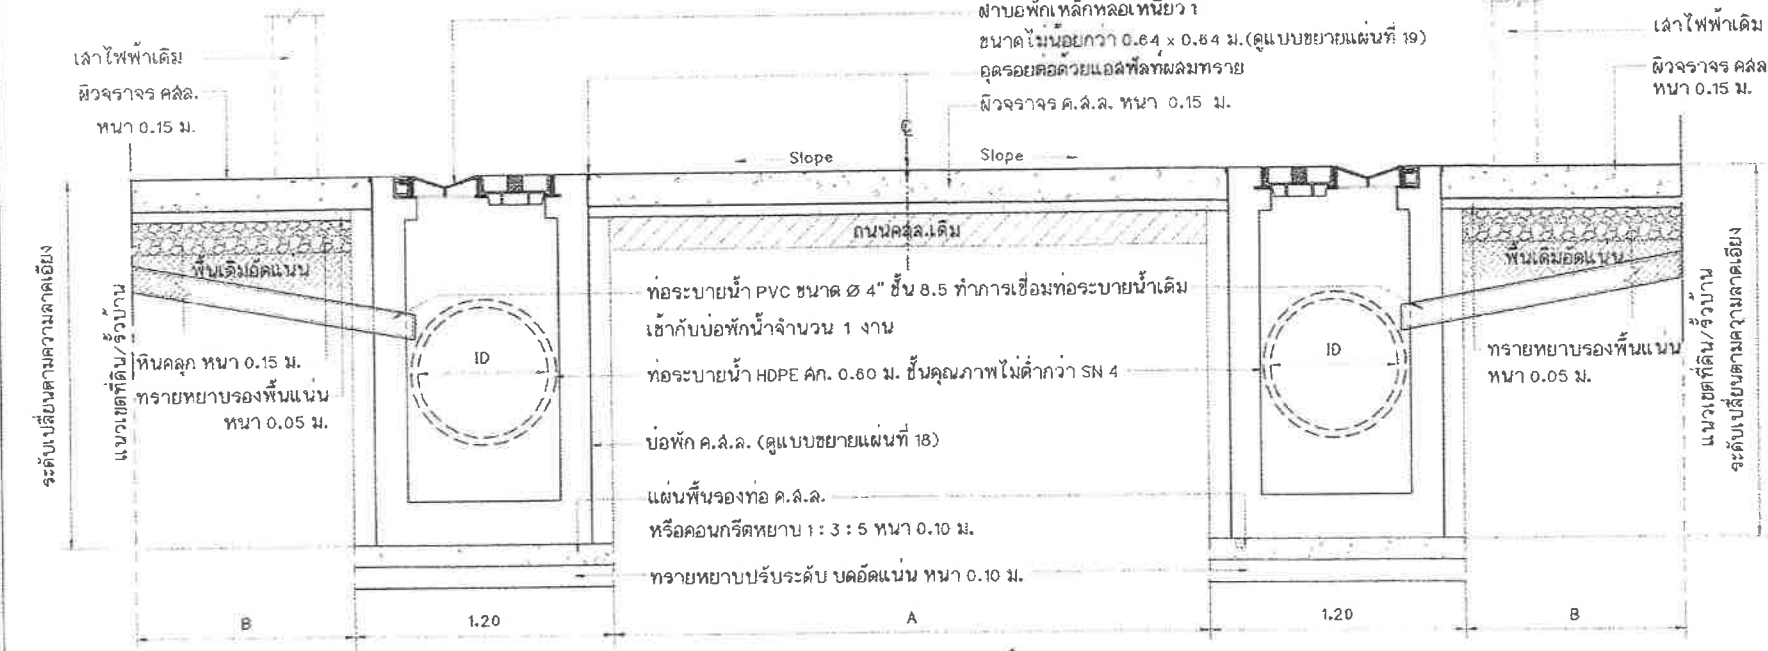 ฝาบ่อพักเหล็กหล่อเหนียว 1
ขนาดไม่น้อยกว่า 0.64 x 0.64 ม.(ดูแบบขยายแผ่นที่ 19)
อุดรอยต่อด้วยแอสฟัลท์ผสมทราย
ผิวจราจร ค.ส.ล. หนา 0.15 ม.
เสาไฟฟ้าเดิม
ผิวจราจร คสล.
หนา 0.15 ม.
เสาไฟฟ้าเดิม
ผิวจราจร คสล
หนา 0.15 ม.
Slope
Slope
ถนนคสล.เดิม
พื้นเดิมอัดแน่น
พื้นเดิมอัดแน่น
ท่อระบายน้ำ PVC ขนาด Ø 4" ชั้น 8.5 ทำการเชื่อมท่อระบายน้ำเดิม
เข้ากับบ่อพักน้ำจำนวน 1 งาน
ID
ID
ท่อระบายน้ำ HDPE ศก. 0.60 ม. ชั้นคุณภาพไม่ต่ำกว่า SN 4
หินคลุก หนา 0.15 ม.
ทรายหยาบรองพื้นแน่น
หนา 0.05 ม.
ทรายหยาบรองพื้นแน่น
หนา 0.05 ม.
บ่อพัก ค.ส.ล. (ดูแบบขยายแผ่นที่ 18)
แผ่นพื้นรองท่อ ค.ส.ล.
หรือคอนกรีตหยาบ 1 : 3 : 5 หนา 0.10 ม.
ทรายหยาบปรับระดับ บดอัดแน่น หนา 0.10 ม.
ระดับเปลี่ยนตามความลาดเอียง
แนวเขตที่ดิน/รั้วบ้าน
แนวเขตที่ดิน/รั้วบ้าน
ระดับเปลี่ยนตามความลาดเอียง
B
1.20
A
1.20
B